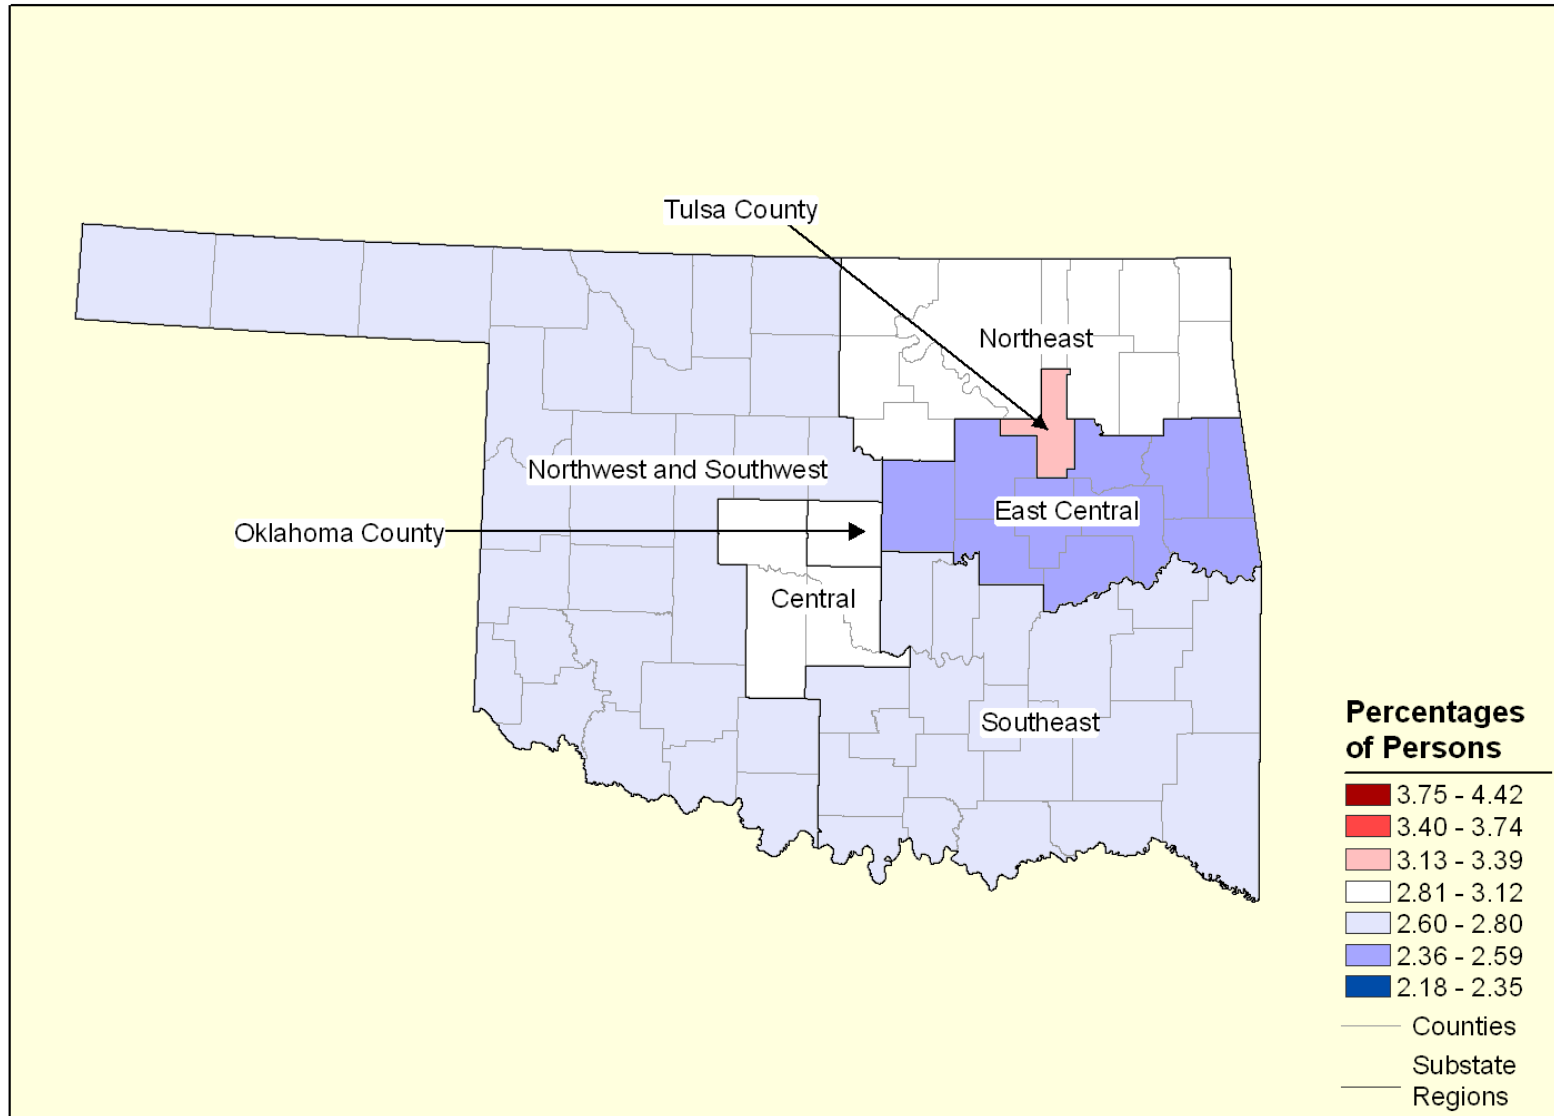 Tulsa County
Northeast
Northwest and Southwest
East Central
Oklahoma County
Central
Southeast
Percentages
of Persons
3.75 - 4.42
3.40 - 3.74
3.13 - 3.39
2.81 - 3.12
2.60 - 2.80
2.36 - 2.59
2.18 - 2.35
Counties
Substate
Regions